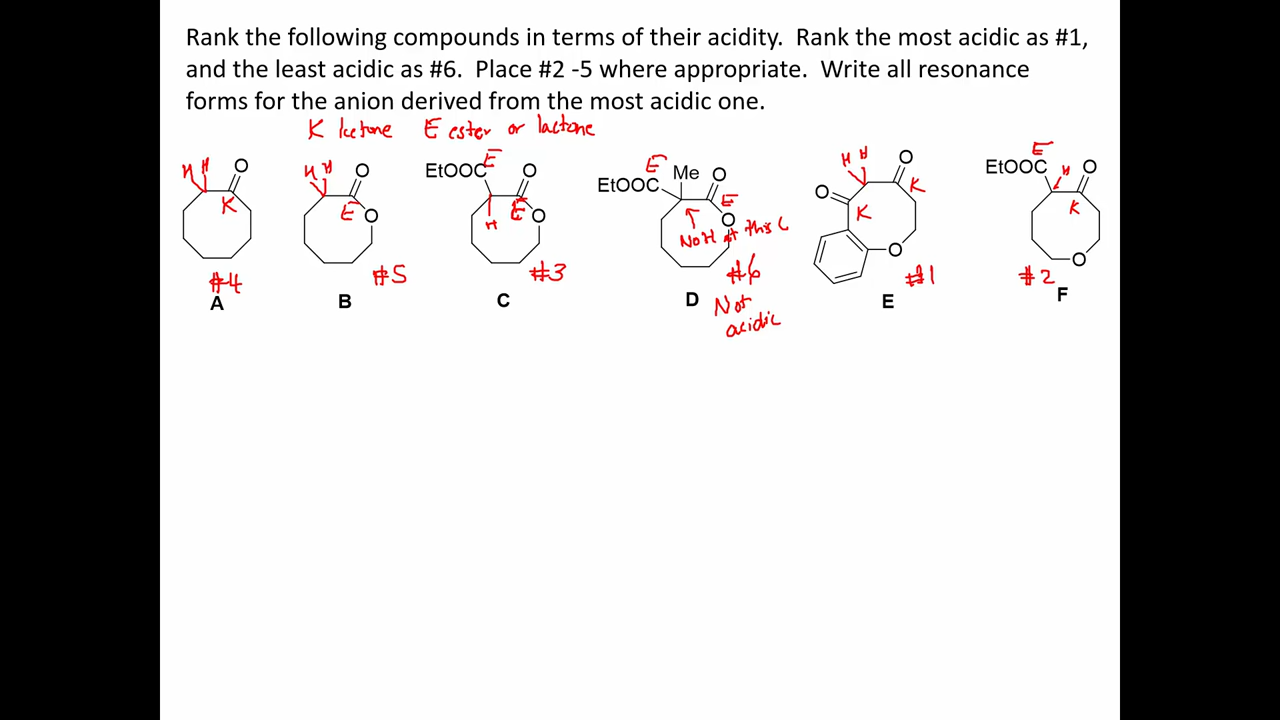 Rank the following compounds in terms of their acidity. Rank the most acidic as #1,
and the least acidic as #6. Place #2 -5 where appropriate. Write all resonance
forms for the anion derived from the most acidic one.
K ketone E ester or lactone
H H O K #4 A
H H O E O #5 B
EtOOC E O E O H #3 C
E EtOOC Me O E O No H at this C #6 D Not acidic
H H O O K K O #1 E
E EtOOC H O K O #2 F